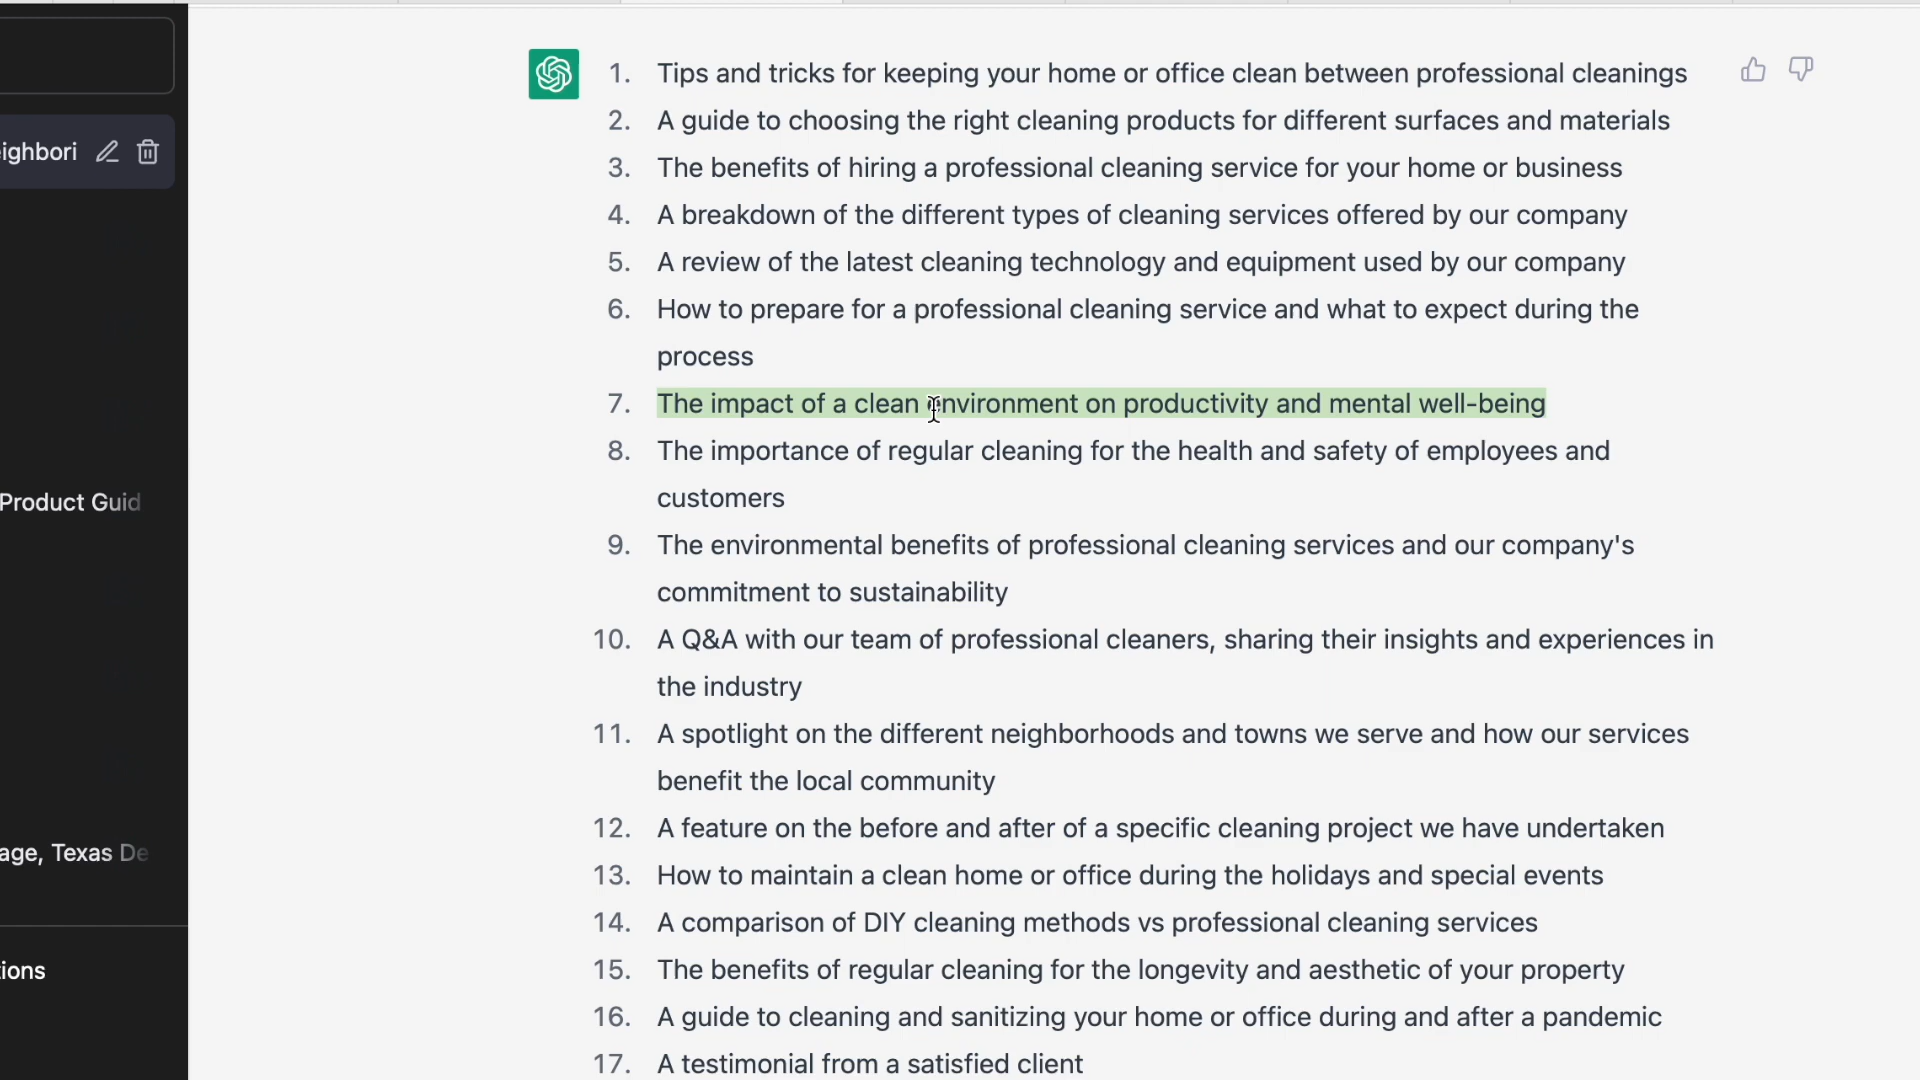 1. Tips and tricks for keeping your home or office clean between professional cleanings
2. A guide to choosing the right cleaning products for different surfaces and materials
ighbori
3. The benefits of hiring a professional cleaning service for your home or business
4. A breakdown of the different types of cleaning services offered by our company
5. A review of the latest cleaning technology and equipment used by our company
6. How to prepare for a professional cleaning service and what to expect during the
process
7. The impact of a clean environment on productivity and mental well-being
8. The importance of regular cleaning for the health and safety of employees and
customers
Product Guid
9. The environmental benefits of professional cleaning services and our company's
commitment to sustainability
10. A Q&A with our team of professional cleaners, sharing their insights and experiences in
the industry
11. A spotlight on the different neighborhoods and towns we serve and how our services
benefit the local community
12. A feature on the before and after of a specific cleaning project we have undertaken
age, Texas De
13. How to maintain a clean home or office during the holidays and special events
14. A comparison of DIY cleaning methods vs professional cleaning services
15. The benefits of regular cleaning for the longevity and aesthetic of your property
ions
16. A guide to cleaning and sanitizing your home or office during and after a pandemic
17. A testimonial from a satisfied client